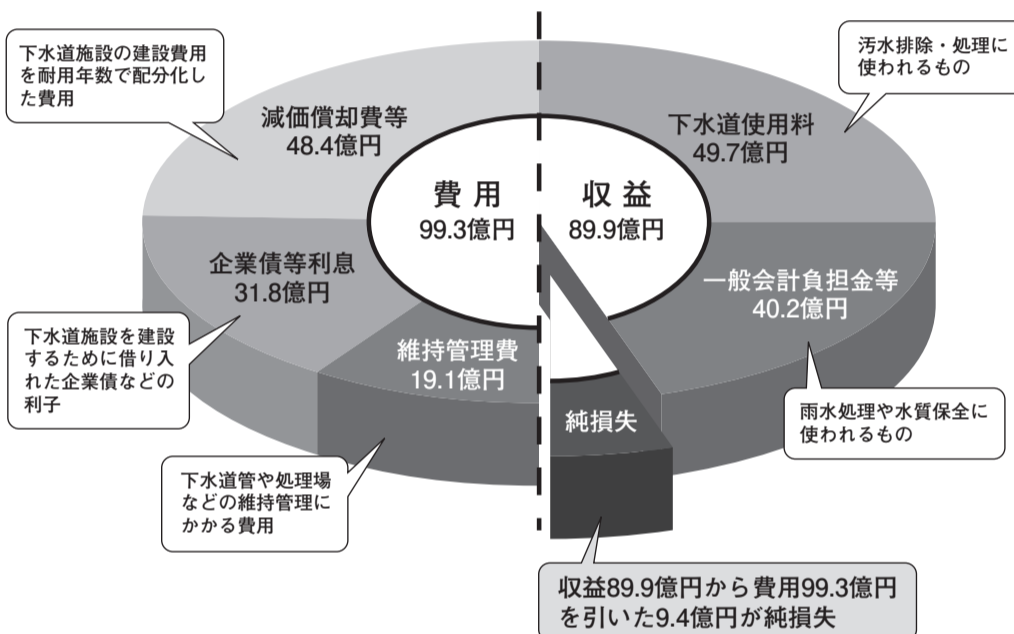 下水道施設の建設費用
を耐用年数で配分化し
た費用
減価償却費等
48.4億円
費用
99.3億円
企業債等利息
31.8億円
下水道施設を建設
するために借り入
れた企業債などの
利子
維持管理費
19.1億円
下水道管や処理場
などの維持管理に
かかる費用
汚水排除・処理に
使われるもの
下水道使用料
49.7億円
収益
89.9億円
一般会計負担金等
40.2億円
雨水処理や水質保全に
使われるもの
純損失
収益89.9億円から費用99.3億円
を引いた9.4億円が純損失